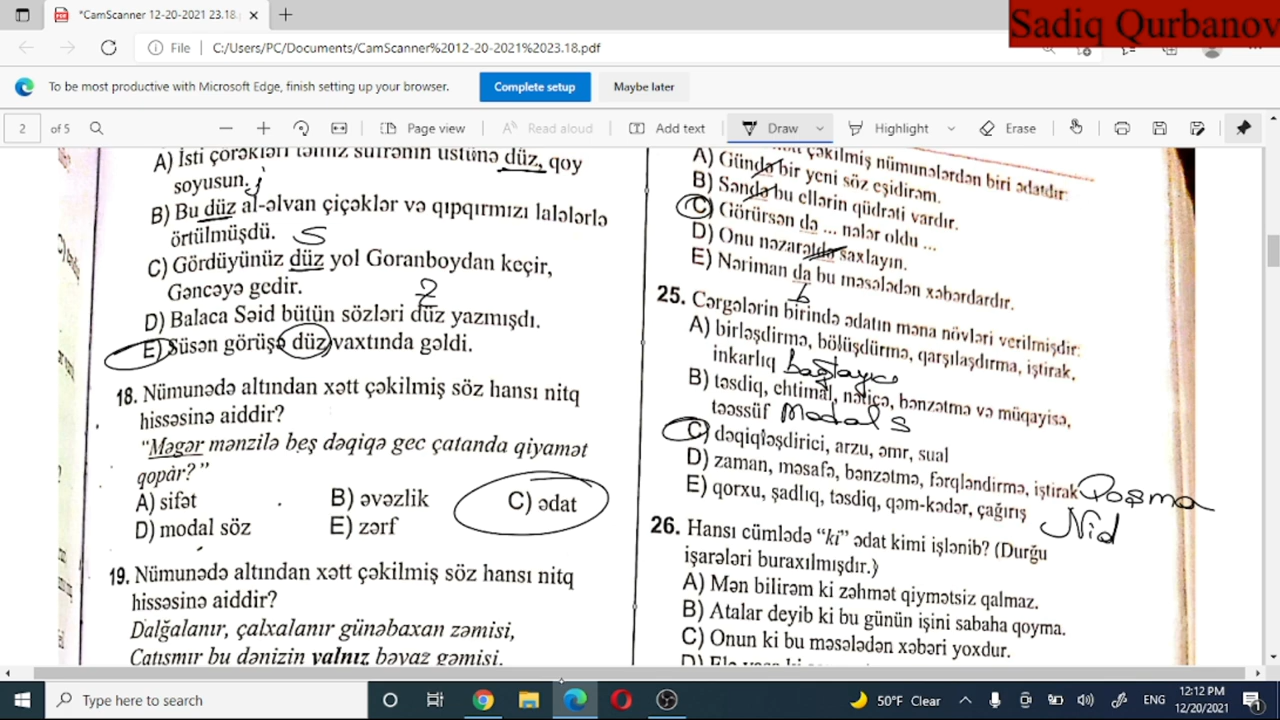 *CamScanner 12-20-2021 23.18.
Sadiq Qurbanov
File
C:/Users/PC/Documents/CamScanner%2012-20-2021%2023.18.pdf
To be most productive with Microsoft Edge, finish setting up your browser.
Complete setup
Maybe later
2 of 5
Page view
Read aloud
Add text
Draw
Highlight
Erase
A) İsti çörəkləri təmiz süfrənin üstünə düz, qoy
soyusun.
B) Bu düz al-əlvan çiçəklər və qıpqırmızı lalələrlə
örtülmüşdü. S
C) Gördüyünüz düz yol Goranboydan keçir,
Gəncəyə gedir.
Z
D) Balaca Səid bütün sözləri düz yazmışdı.
E) Süsən görüşə düz vaxtında gəldi.
18. Nümunədə altından xətt çəkilmiş söz hansı nitq
hissəsinə aiddir?
"Məgər mənzilə beş dəqiqə gec çatanda qiyamət
qopar?"
A) sifət B) əvəzlik C) ədat
D) modal söz E) zərf
19. Nümunədə altından xətt çəkilmiş söz hansı nitq
hissəsinə aiddir?
Dalğalanır, çalxalanır günəbaxan zəmisi,
Çatışmır bu dənizin yalnız bəyaz gəmisi.
xətt çəkilmiş nümunələrdən biri ədatdır:
A) Gündə bir yeni söz eşidirəm.
B) Səndə bu ellərin qüdrəti vardır.
C) Görürsən də ... nələr oldu ...
D) Onu nəzarətdə saxlayın.
E) Nəriman da bu məsələdən xəbərdardır.
b
25. Cərgələrin birində ədatın məna növləri verilmişdir:
A) birləşdirmə, bölüşdürmə, qarşılaşdırma, iştirak,
inkarlıq bağlayıcı
B) təsdiq, ehtimal, nəticə, bənzətmə və müqayisə,
təəssüf Modal s
C) dəqiqləşdirici, arzu, əmr, sual
D) zaman, məsafə, bənzətmə, fərqləndirmə, iştirak Qoşma
E) qorxu, şadlıq, təsdiq, qəm-kədər, çağırış Nid
26. Hansı cümlədə "ki" ədat kimi işlənib? (Durğu
işarələri buraxılmışdır.)
A) Mən bilirəm ki zəhmət qiymətsiz qalmaz.
B) Atalar deyib ki bu günün işini sabaha qoyma.
C) Onun ki bu məsələdən xəbəri yoxdur.
Type here to search
50°F Clear
ENG
12:12 PM
12/20/2021
1